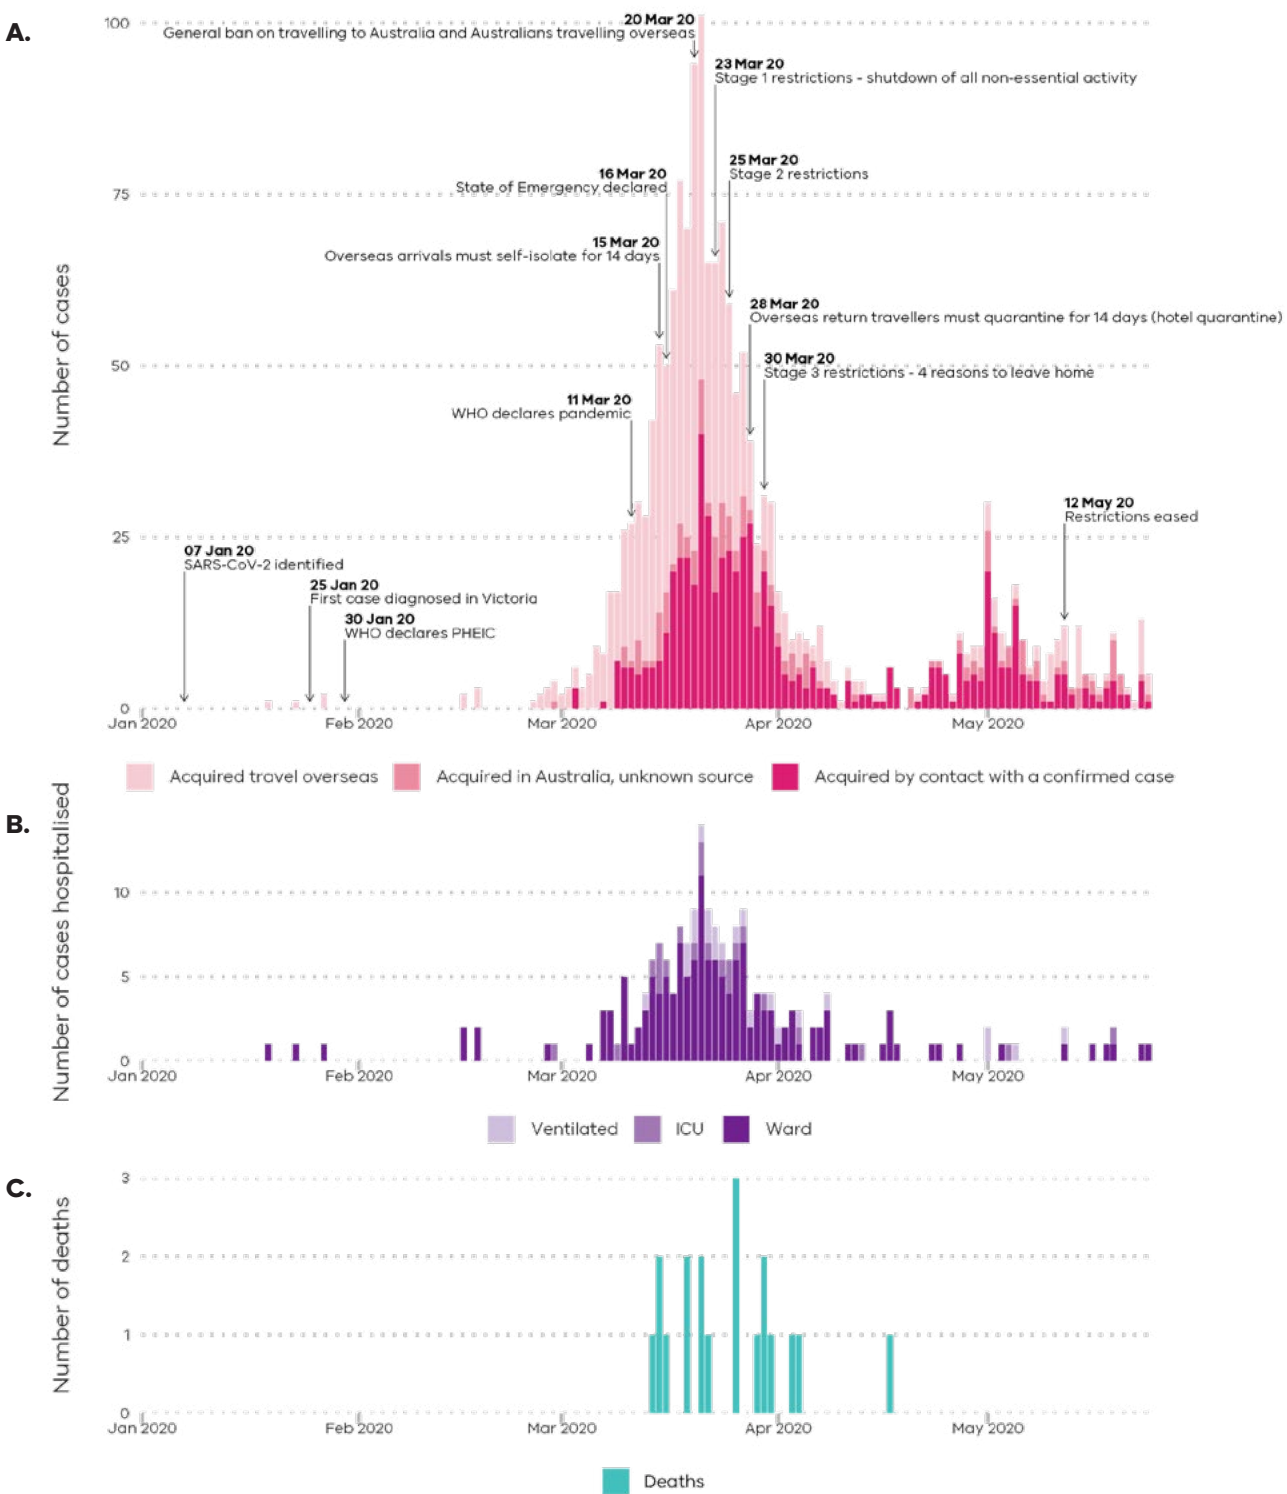 A.
Number of cases
100
75
50
25
0
20 Mar 20
General ban on travelling to Australia and Australians travelling overseas
23 Mar 20
Stage 1 restrictions - shutdown of all non-essential activity
25 Mar 20
Stage 2 restrictions
16 Mar 20
State of Emergency declared
15 Mar 20
Overseas arrivals must self-isolate for 14 days
28 Mar 20
Overseas return travellers must quarantine for 14 days (hotel quarantine)
30 Mar 20
Stage 3 restrictions - 4 reasons to leave home
11 Mar 20
WHO declares pandemic
12 May 20
Restrictions eased
07 Jan 20
SARS-CoV-2 identified
25 Jan 20
First case diagnosed in Victoria
30 Jan 20
WHO declares PHEIC
Jan 2020 Feb 2020 Mar 2020 Apr 2020 May 2020
Acquired travel overseas Acquired in Australia, unknown source Acquired by contact with a confirmed case
B.
Number of cases hospitalised
10
5
0
Jan 2020 Feb 2020 Mar 2020 Apr 2020 May 2020
Ventilated ICU Ward
C.
Number of deaths
3
2
1
0
Jan 2020 Feb 2020 Mar 2020 Apr 2020 May 2020
Deaths